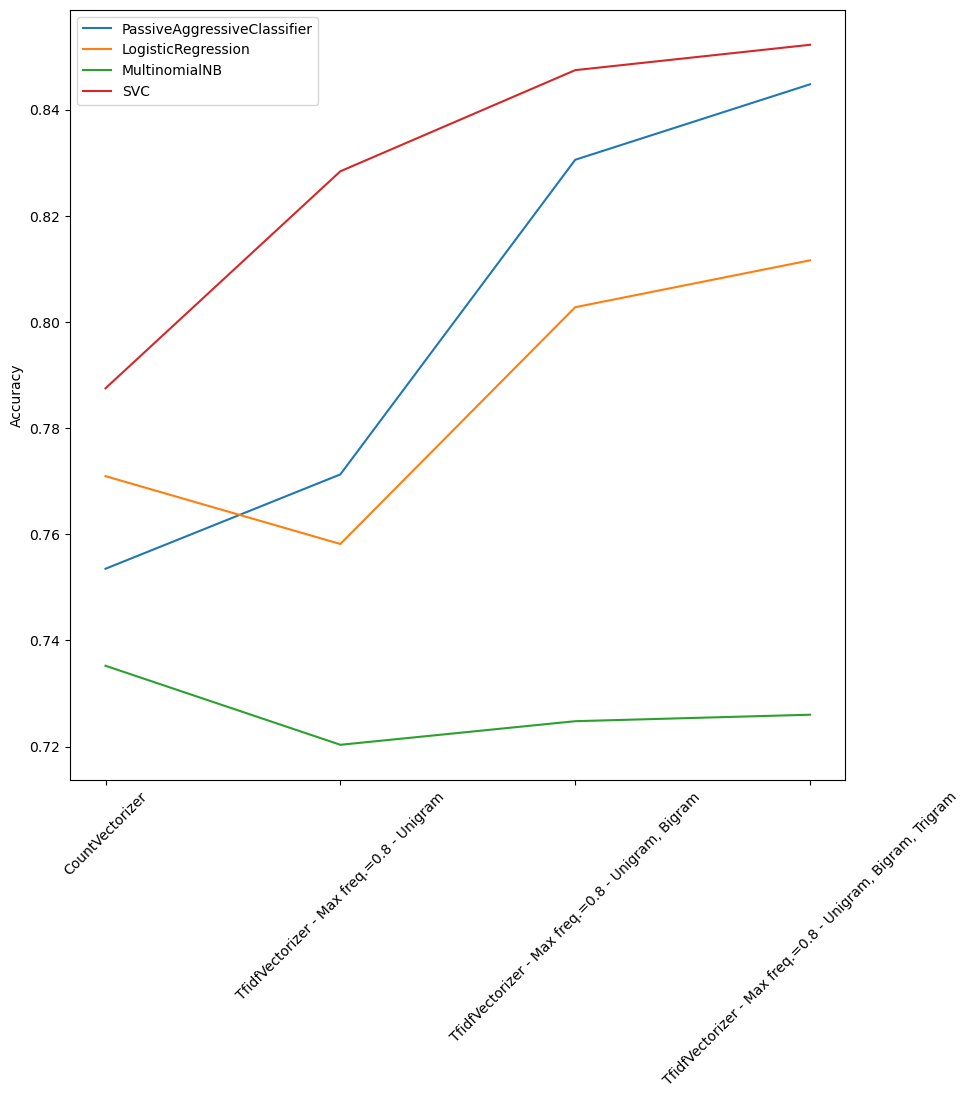 PassiveAggressiveClassifier
LogisticRegression
MultinomialNB
SVC
0.84
0.82
0.80
0.78
0.76
0.74
0.72
Accuracy
CountVectorizer
TfidfVectorizer - Max freq.=0.8 - Unigram
TfidfVectorizer - Max freq.=0.8 - Unigram, Bigram
TfidfVectorizer - Max freq.=0.8 - Unigram, Bigram, Trigram